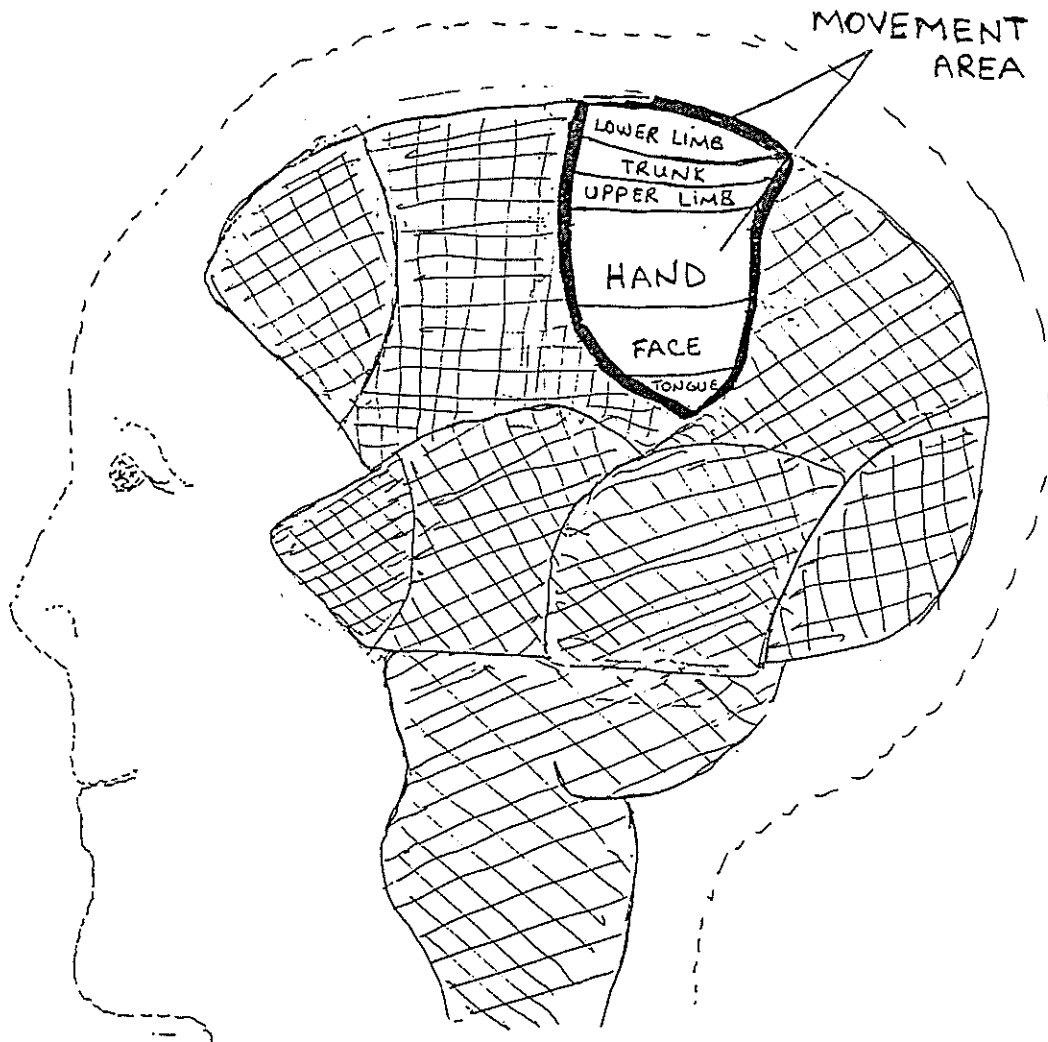 MOVEMENT
AREA
LOWER LIMB
TRUNK
UPPER LIMB
HAND
FACE
TONGUE